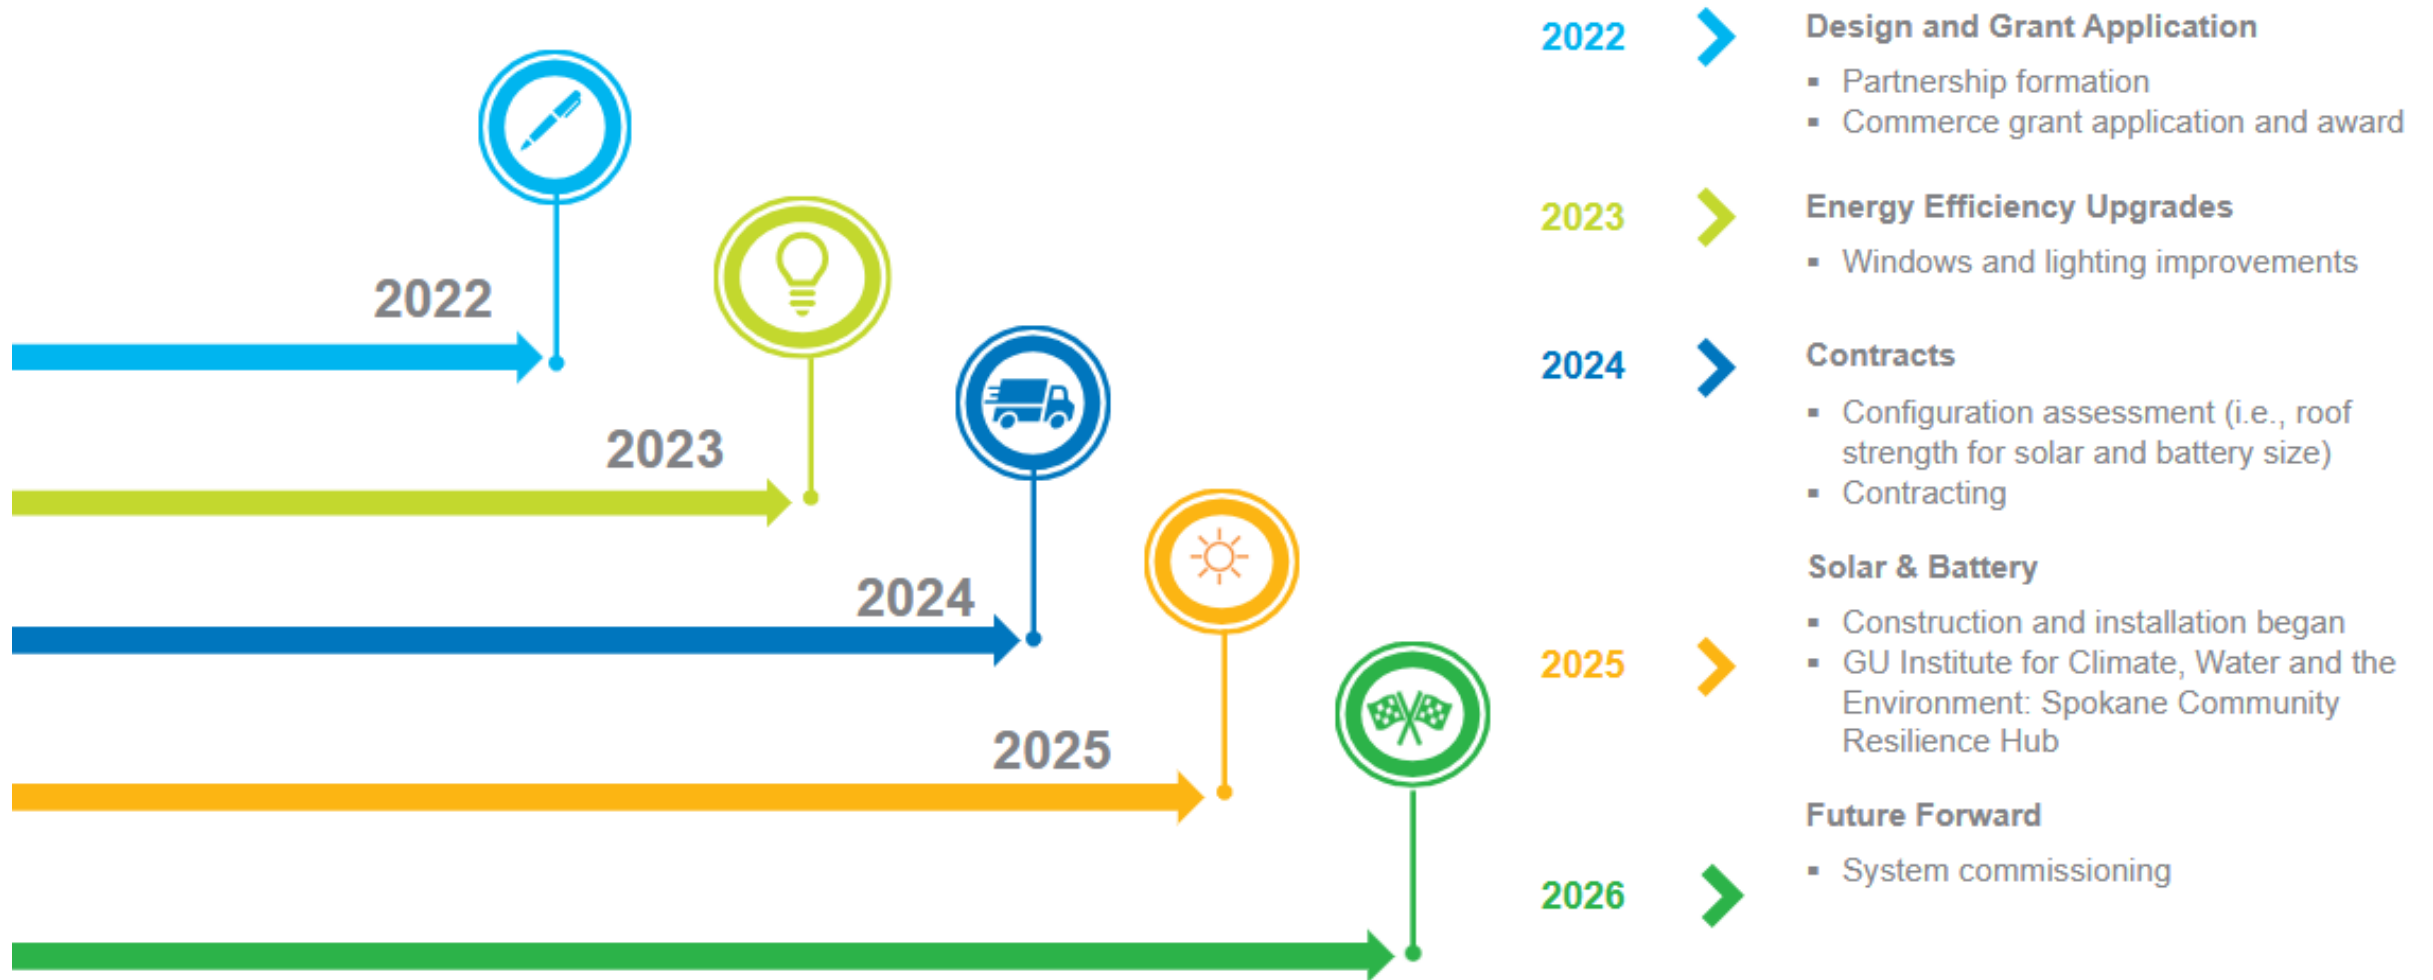 2022
2023
2024
2025
2022
Design and Grant Application
▪ Partnership formation
▪ Commerce grant application and award
2023
Energy Efficiency Upgrades
▪ Windows and lighting improvements
2024
Contracts
▪ Configuration assessment (i.e., roof
strength for solar and battery size)
▪ Contracting
2025
Solar & Battery
▪ Construction and installation began
▪ GU Institute for Climate, Water and the
Environment: Spokane Community
Resilience Hub
2026
Future Forward
▪ System commissioning